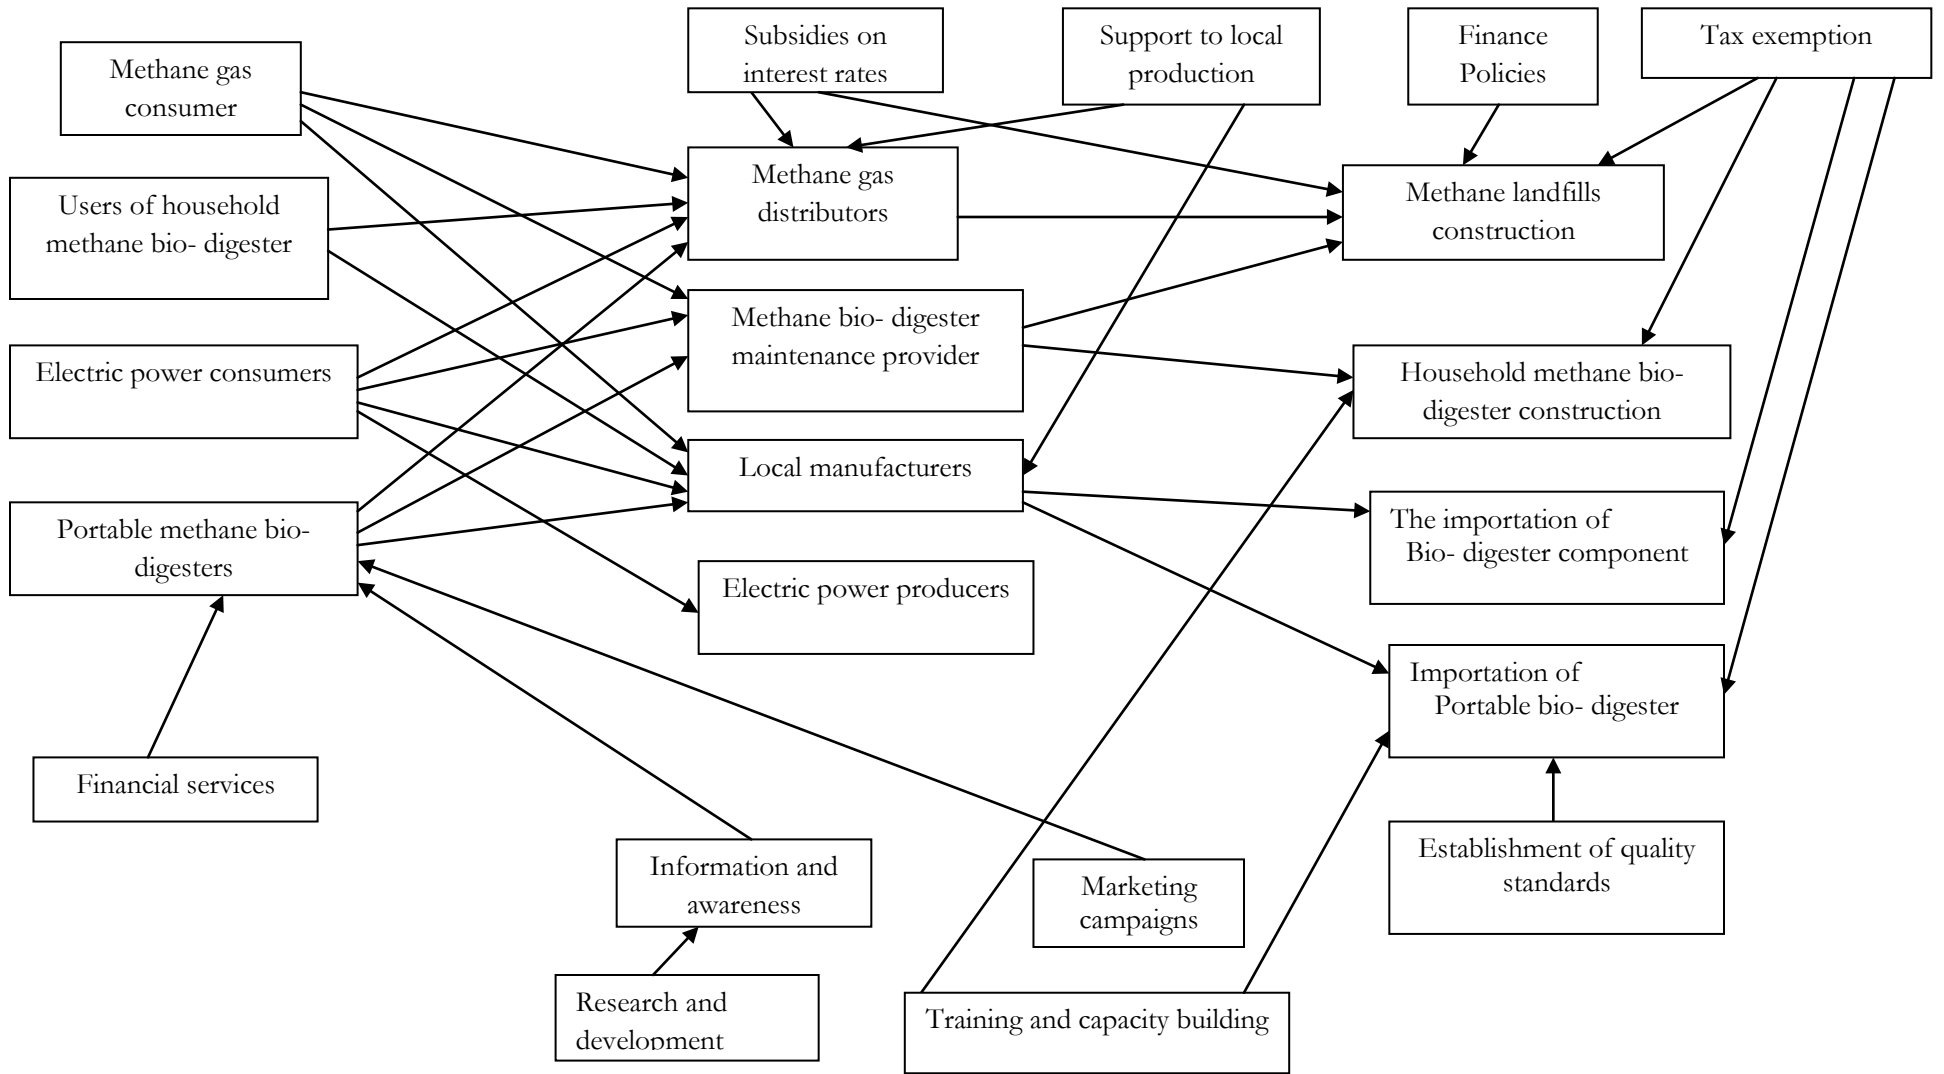 Subsidies on
interest rates
Support to local
production
Finance
Policies
Tax exemption
Methane gas
consumer
Methane gas
distributors
Methane landfills
construction
Users of household
methane bio- digester
Methane bio- digester
maintenance provider
Electric power consumers
Household methane bio-
digester construction
Local manufacturers
The importation of
Bio- digester component
Portable methane bio-
digesters
Electric power producers
Importation of
Portable bio- digester
Financial services
Information and
awareness
Marketing
campaigns
Establishment of quality
standards
Research and
development
Training and capacity building